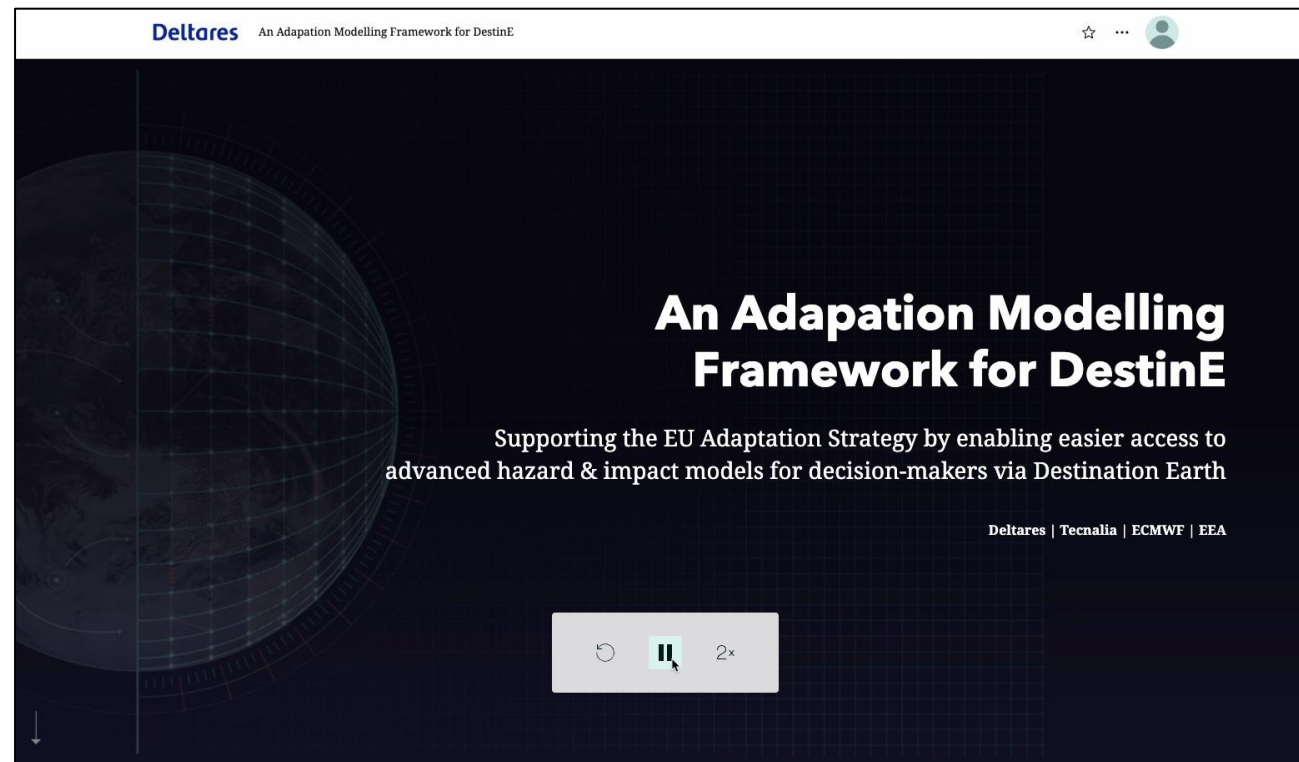 Deltares An Adapation Modelling Framework for DestinE
An Adapation Modelling
Framework for DestinE
Supporting the EU Adaptation Strategy by enabling easier access to
advanced hazard & impact models for decision-makers via Destination Earth
Deltares | Tecnalia | ECMWF | EEA
2×